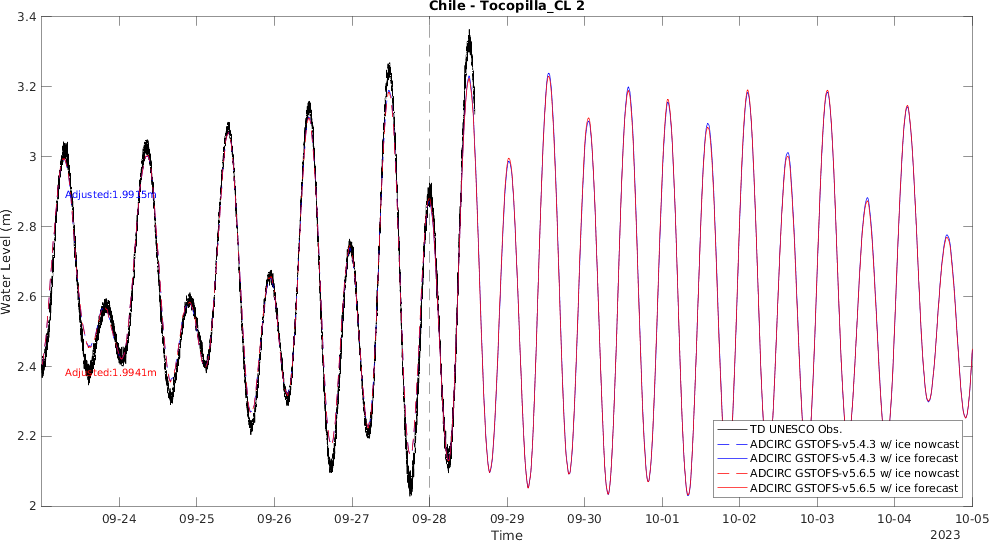 Chile - Tocopilla_CL 2
3.4
3.2
3
2.8
2.6
2.4
2.2
2
Water Level (m)
Adjusted:1.9915m
Adjusted:1.9941m
TD UNESCO Obs.
ADCIRC GSTOFS-v5.4.3 w/ ice nowcast
ADCIRC GSTOFS-v5.4.3 w/ ice forecast
ADCIRC GSTOFS-v5.6.5 w/ ice nowcast
ADCIRC GSTOFS-v5.6.5 w/ ice forecast
09-24 09-25 09-26 09-27 09-28 09-29 09-30 10-01 10-02 10-03 10-04 10-05
Time
2023